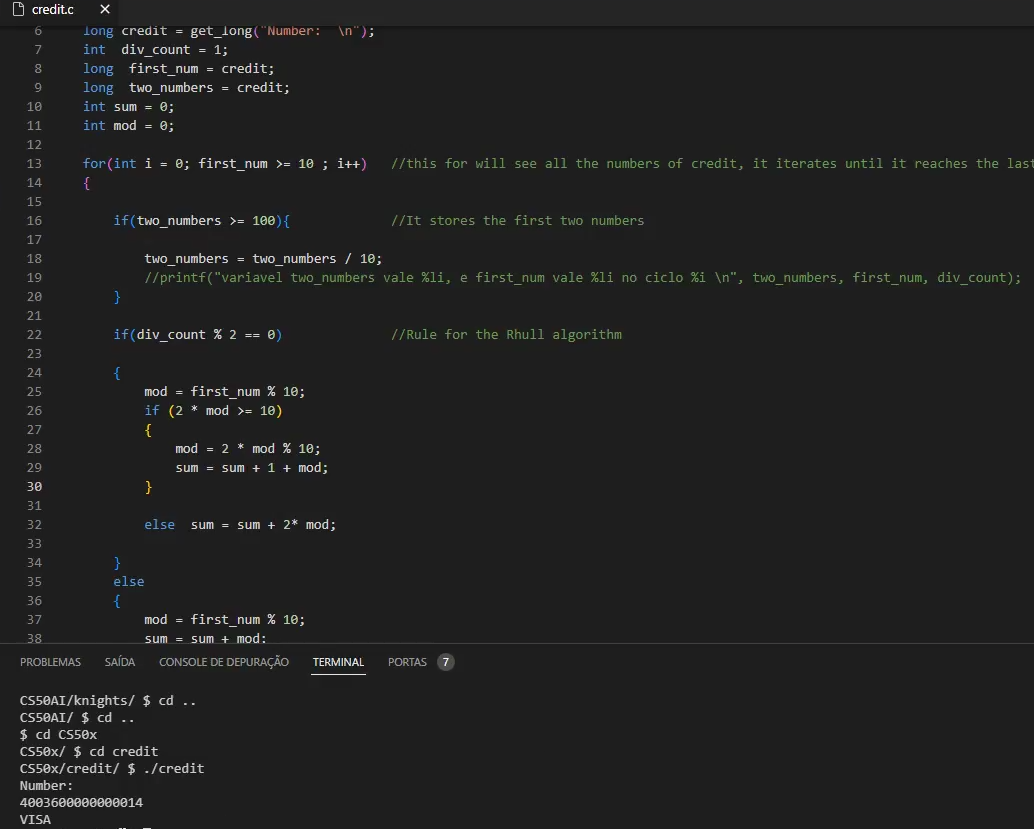 credit.c
6 long credit = get_long("Number:  \n");
7 int  div_count = 1;
8 long  first_num = credit;
9 long  two_numbers = credit;
10 int sum = 0;
11 int mod = 0;
12
13 for(int i = 0; first_num >= 10 ; i++)   //this for will see all the numbers of credit, it iterates until it reaches the last
14 {
15
16 if(two_numbers >= 100){             //It stores the first two numbers
17
18 two_numbers = two_numbers / 10;
19 //printf("variavel two_numbers vale %li, e first_num vale %li no ciclo %i \n", two_numbers, first_num, div_count);
20 }
21
22 if(div_count % 2 == 0)              //Rule for the Rhull algorithm
23
24 {
25 mod = first_num % 10;
26 if (2 * mod >= 10)
27 {
28 mod = 2 * mod % 10;
29 sum = sum + 1 + mod;
30 }
31
32 else  sum = sum + 2* mod;
33
34 }
35 else
36 {
37 mod = first_num % 10;
38 sum = sum + mod;
PROBLEMAS SAÍDA CONSOLE DE DEPURAÇÃO TERMINAL PORTAS 7
CS50AI/knights/ $ cd ..
CS50AI/ $ cd ..
$ cd CS50x
CS50x/ $ cd credit
CS50x/credit/ $ ./credit
Number:
4003600000000014
VISA